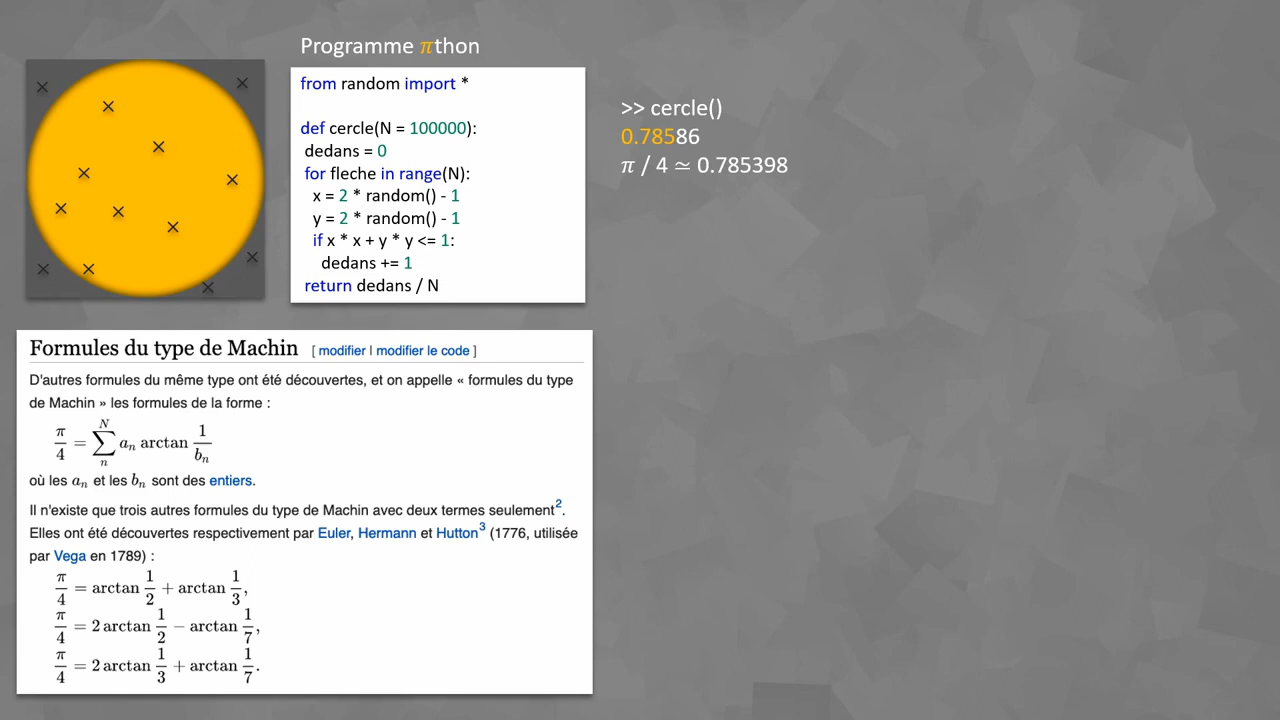 Programme πthon
from random import *
def cercle(N = 100000):
dedans = 0
for fleche in range(N):
x = 2 * random() - 1
y = 2 * random() - 1
if x * x + y * y <= 1:
dedans += 1
return dedans / N
>> cercle()
0.78586
π / 4 ≃ 0.785398
Formules du type de Machin [ modifier | modifier le code ]
D'autres formules du même type ont été découvertes, et on appelle « formules du type
de Machin » les formules de la forme :
π/4 = ∑_n^N a_n arctan 1/b_n
où les a_n et les b_n sont des entiers.
Il n'existe que trois autres formules du type de Machin avec deux termes seulement².
Elles ont été découvertes respectivement par Euler, Hermann et Hutton³ (1776, utilisée
par Vega en 1789) :
π/4 = arctan 1/2 + arctan 1/3,
π/4 = 2 arctan 1/2 − arctan 1/7,
π/4 = 2 arctan 1/3 + arctan 1/7.